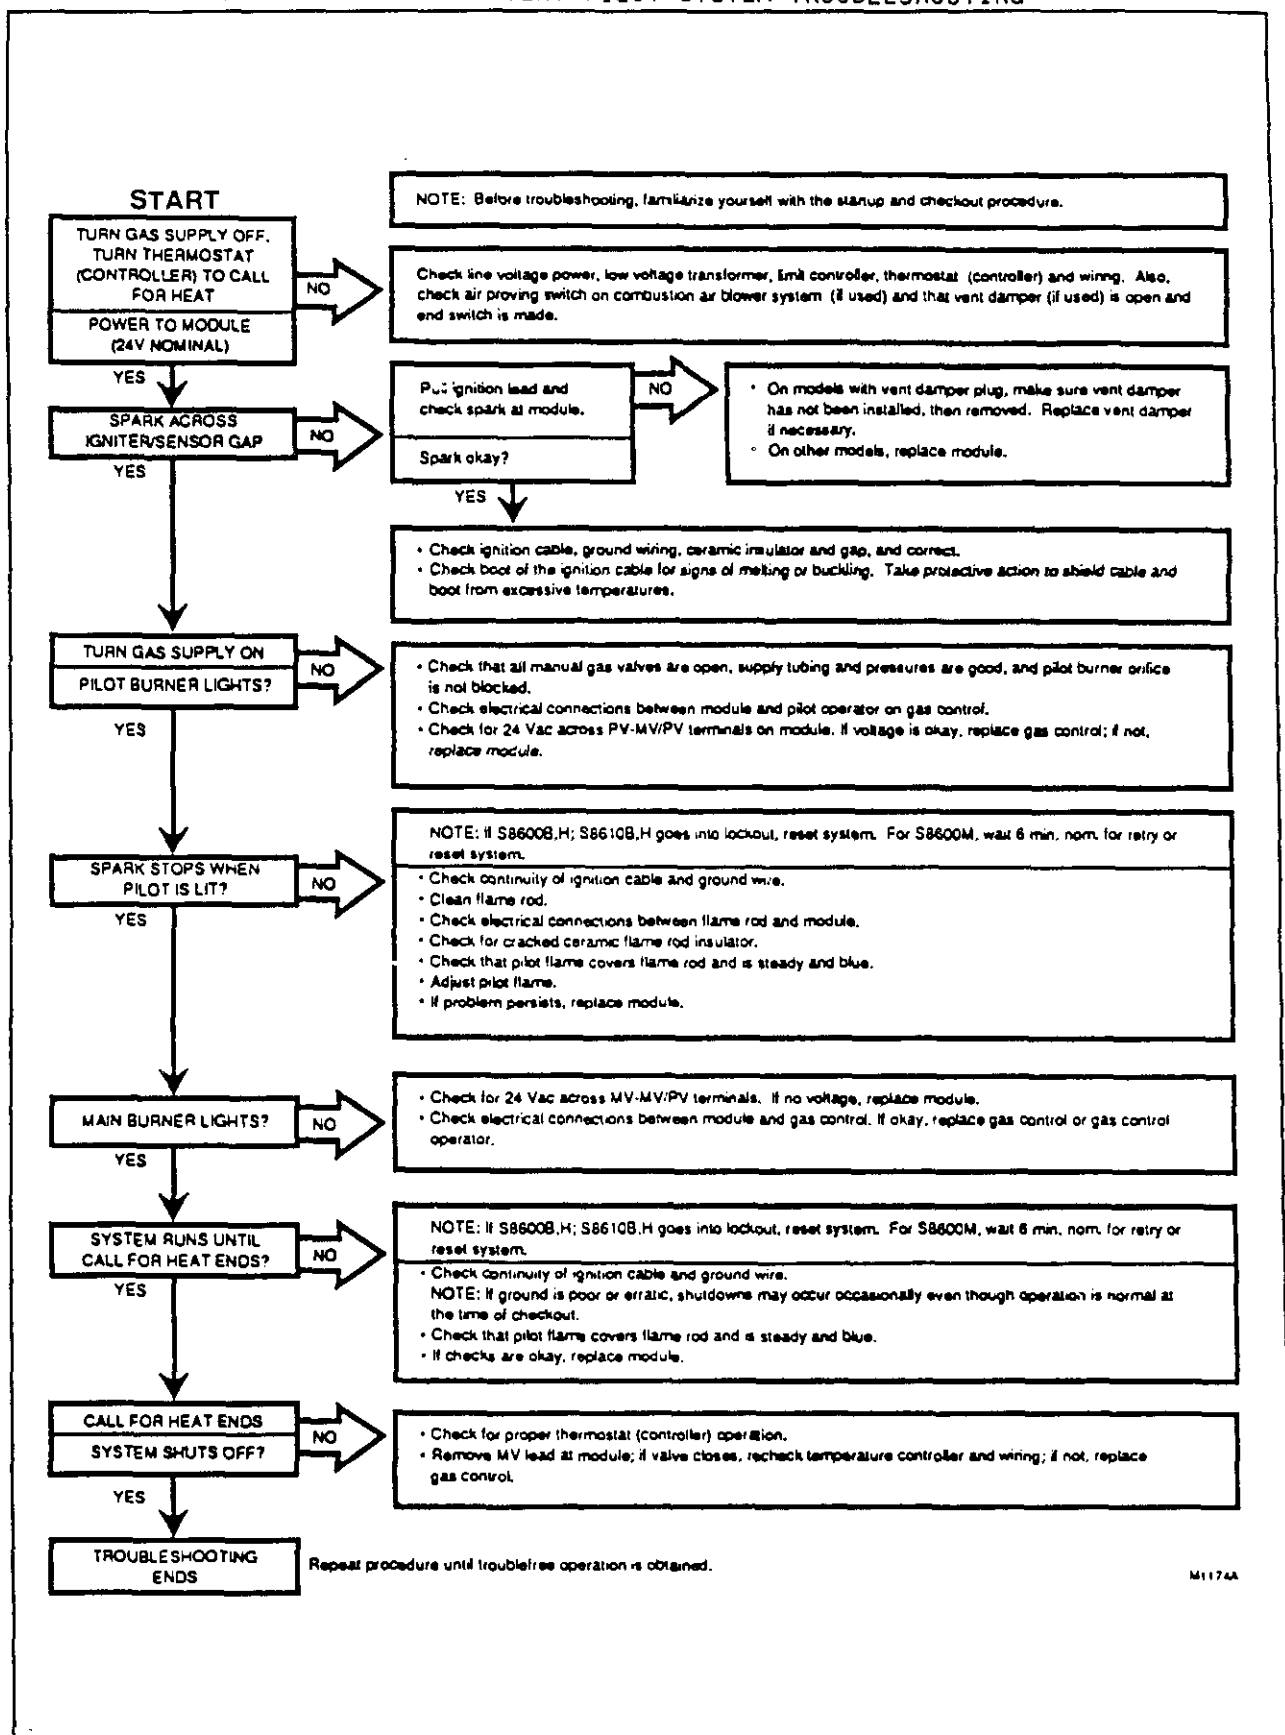 PILOT SYSTEM TROUBLESHOOTING
START
NOTE: Before troubleshooting, familiarize yourself with the startup and checkout procedure.
TURN GAS SUPPLY OFF.
TURN THERMOSTAT
(CONTROLLER) TO CALL
FOR HEAT
POWER TO MODULE
(24V NOMINAL)
NO
Check line voltage power, low voltage transformer, limit controller, thermostat (controller) and wiring. Also,
check air proving switch on combustion air blower system (if used) and that vent damper (if used) is open and
end switch is made.
YES
SPARK ACROSS
IGNITER/SENSOR GAP
NO
Pull ignition lead and
check spark at module.
Spark okay?
NO
• On models with vent damper plug, make sure vent damper
has not been installed, then removed. Replace vent damper
if necessary.
• On other models, replace module.
YES
YES
• Check ignition cable, ground wiring, ceramic insulator and gap, and correct.
• Check boot of the ignition cable for signs of melting or buckling. Take protective action to shield cable and
boot from excessive temperatures.
TURN GAS SUPPLY ON
PILOT BURNER LIGHTS?
NO
• Check that all manual gas valves are open, supply tubing and pressures are good, and pilot burner orifice
is not blocked.
• Check electrical connections between module and pilot operator on gas control.
• Check for 24 Vac across PV-MV/PV terminals on module. If voltage is okay, replace gas control; if not,
replace module.
YES
SPARK STOPS WHEN
PILOT IS LIT?
NO
NOTE: If S8600B,H; S8610B,H goes into lockout, reset system. For S8600M, wait 6 min. nom. for retry or
reset system.
• Check continuity of ignition cable and ground wire.
• Clean flame rod.
• Check electrical connections between flame rod and module.
• Check for cracked ceramic flame rod insulator.
• Check that pilot flame covers flame rod and is steady and blue.
• Adjust pilot flame.
• If problem persists, replace module.
YES
MAIN BURNER LIGHTS?
NO
• Check for 24 Vac across MV-MV/PV terminals. If no voltage, replace module.
• Check electrical connections between module and gas control. If okay, replace gas control or gas control
operator.
YES
SYSTEM RUNS UNTIL
CALL FOR HEAT ENDS?
NO
NOTE: If S8600B,H; S8610B,H goes into lockout, reset system. For S8600M, wait 6 min. nom. for retry or
reset system.
• Check continuity of ignition cable and ground wire.
NOTE: If ground is poor or erratic, shutdowns may occur occasionally even though operation is normal at
the time of checkout.
• Check that pilot flame covers flame rod and is steady and blue.
• If checks are okay, replace module.
YES
CALL FOR HEAT ENDS
SYSTEM SHUTS OFF?
NO
• Check for proper thermostat (controller) operation.
• Remove MV lead at module; if valve closes, recheck temperature controller and wiring; if not, replace
gas control.
YES
TROUBLESHOOTING
ENDS
Repeat procedure until troublefree operation is obtained.
M1174A